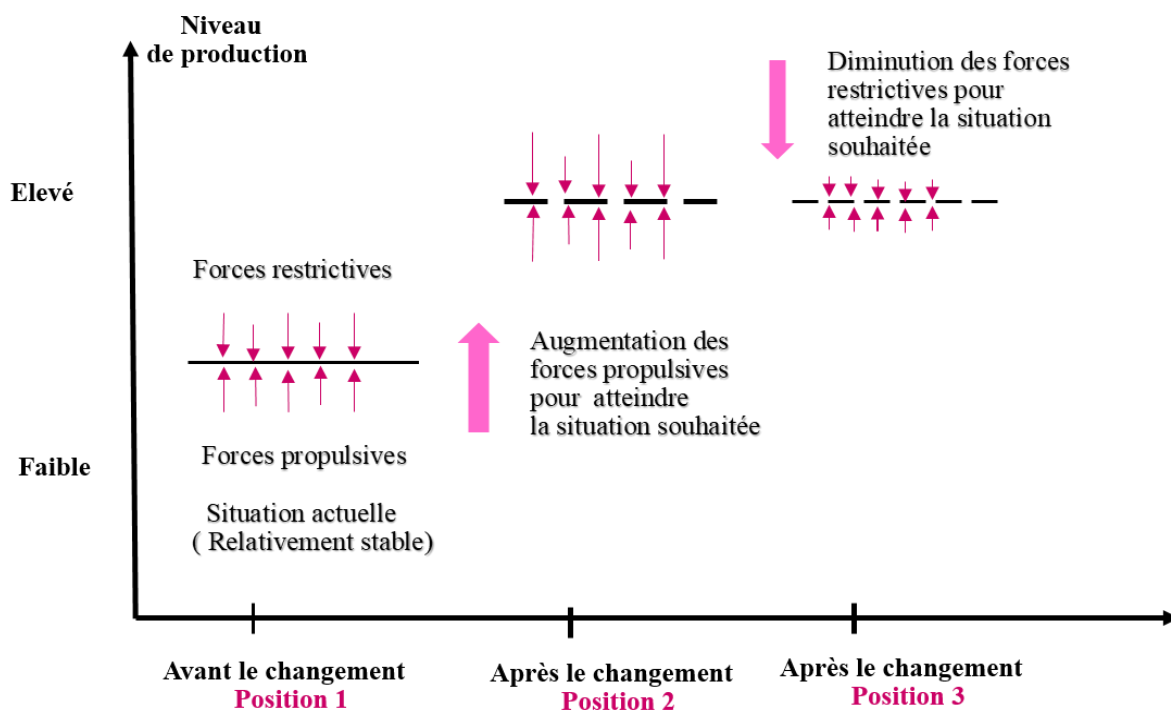 Niveau
de production
Diminution des forces
restrictives pour
atteindre la situation
souhaitée
Elevé
Forces restrictives
Augmentation des
forces propulsives
pour atteindre
la situation souhaitée
Forces propulsives
Faible
Situation actuelle
( Relativement stable)
Avant le changement
Position 1
Après le changement
Position 2
Après le changement
Position 3